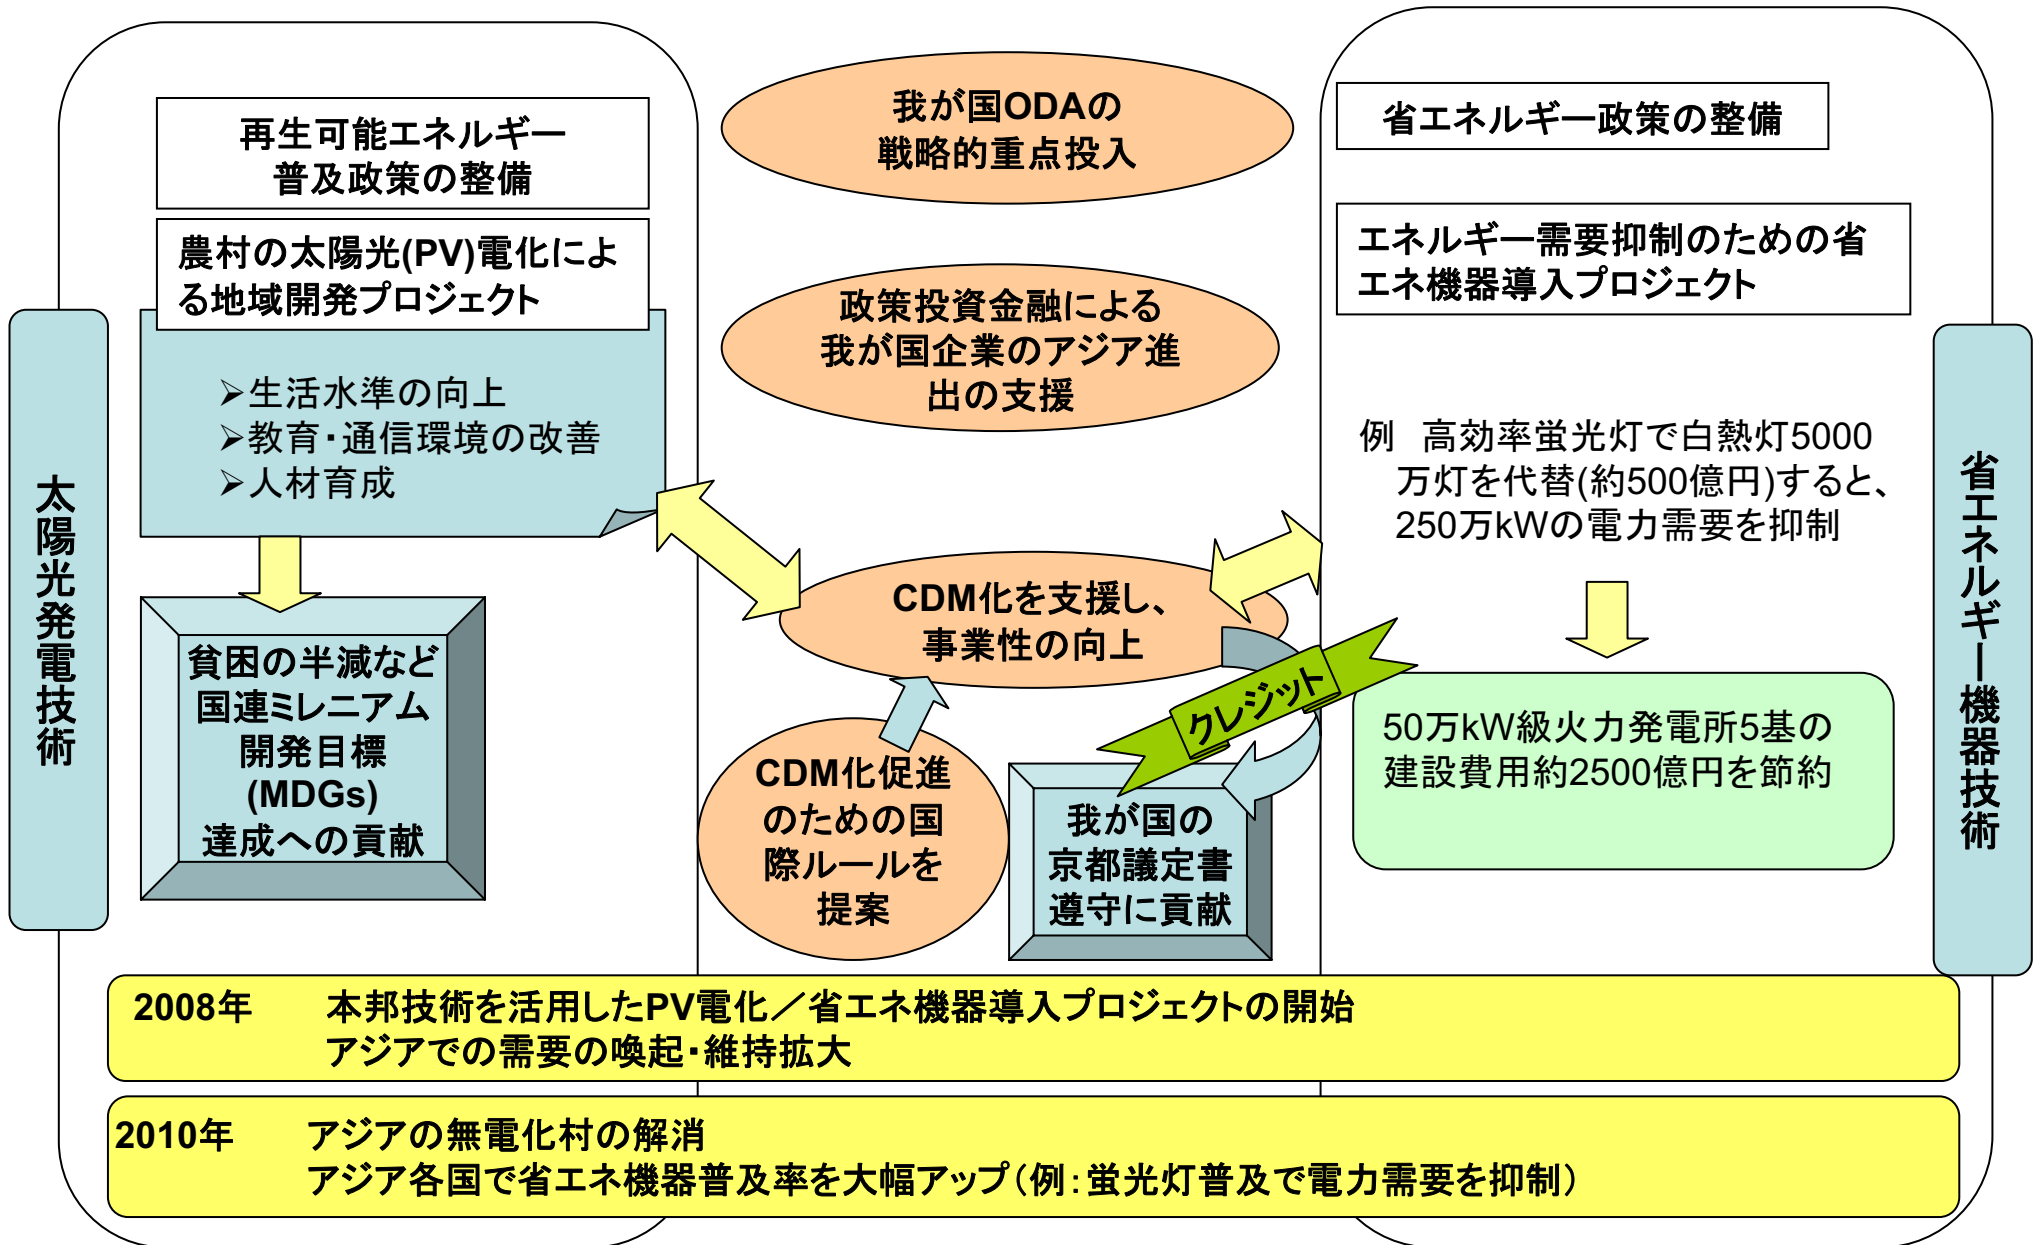 再生可能エネルギー
普及政策の整備
農村の太陽光(PV)電化によ
る地域開発プロジェクト
➢生活水準の向上
➢教育・通信環境の改善
➢人材育成
太陽光発電技術
貧困の半減など
国連ミレニアム
開発目標
(MDGs)
達成への貢献
我が国ODAの
戦略的重点投入
政策投資金融による
我が国企業のアジア進
出の支援
CDM化を支援し、
事業性の向上
クレジット
CDM化促進
のための国
際ルールを
提案
我が国の
京都議定書
遵守に貢献
省エネルギー政策の整備
エネルギー需要抑制のための省
エネ機器導入プロジェクト
例　高効率蛍光灯で白熱灯5000
万灯を代替(約500億円)すると、
250万kWの電力需要を抑制
50万kW級火力発電所5基の
建設費用約2500億円を節約
省エネルギー機器技術
2008年　　本邦技術を活用したPV電化／省エネ機器導入プロジェクトの開始
アジアでの需要の喚起・維持拡大
2010年　　アジアの無電化村の解消
アジア各国で省エネ機器普及率を大幅アップ（例：蛍光灯普及で電力需要を抑制）